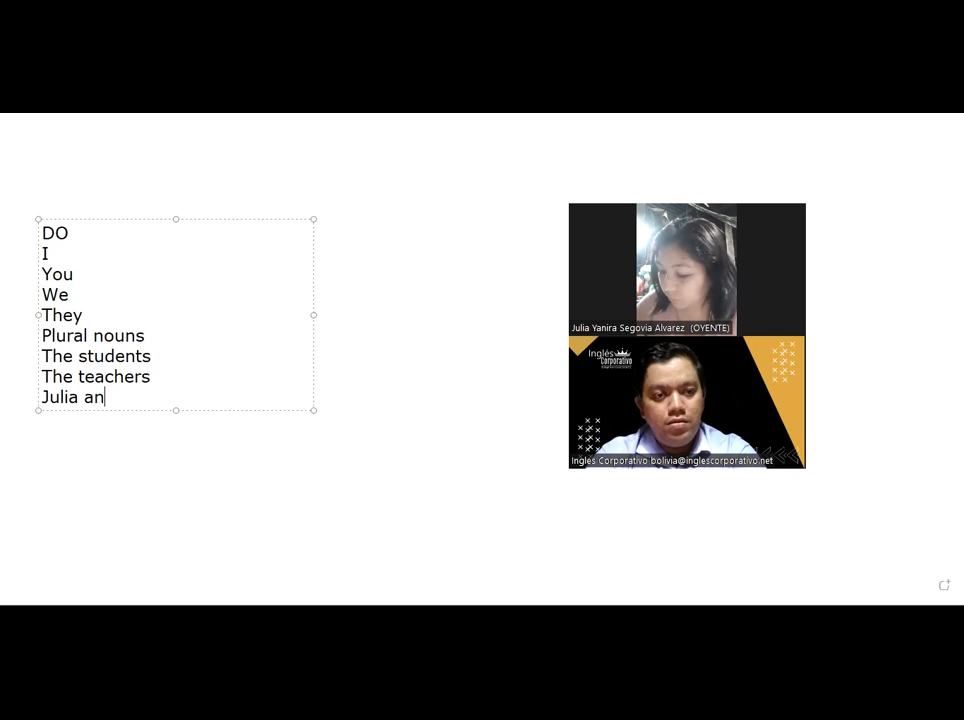 DO
I
You
We
They
Plural nouns
The students
The teachers
Julia an
Julia Yanira Segovia Alvarez (OYENTE)
Inglés
Corporativo
Ingles Corporativo bolivia@inglescorporativo.net